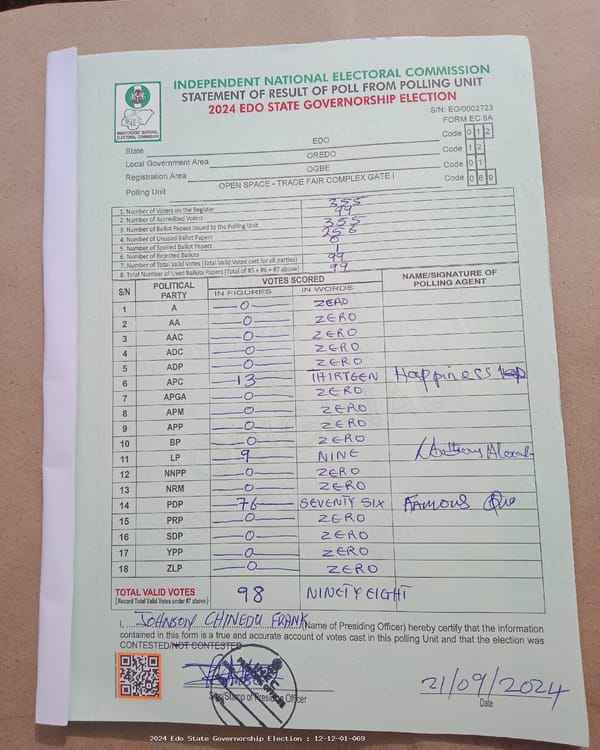 INDEPENDENT NATIONAL ELECTORAL COMMISSION
STATEMENT OF RESULT OF POLL FROM POLLING UNIT
2024 EDO STATE GOVERNORSHIP ELECTION
INDEPENDENT NATIONAL ELECTORAL COMMISSION
S/N: EG/0002723
FORM EC 8A
State EDO Code 0 1 2
Local Government Area OREDO Code 1 2
Registration Area OGBE Code 0 1
Polling Unit OPEN SPACE - TRADE FAIR COMPLEX GATE I Code 0 6 9
1. Number of Voters on the Register 355
2. Number of Accredited Voters 99
3. Number of Ballot Papers Issued to the Polling Unit 355
4. Number of Unused Ballot Papers 256
5. Number of Spoiled Ballot Papers 0
6. Number of Rejected Ballots 1
7. Number of Total Valid Votes (Total Valid Votes cast for all parties) 99
8. Total Number of Used Ballots Papers (Total of #5 + #6 + #7 above) 99
S/N POLITICAL PARTY VOTES SCORED NAME/SIGNATURE OF POLLING AGENT
IN FIGURES IN WORDS
1 A 0 ZERO
2 AA 0 ZERO
3 AAC 0 ZERO
4 ADC 0 ZERO
5 ADP 0 ZERO
6 APC 13 THIRTEEN Happiness
7 APGA 0 ZERO
8 APM 0 ZERO
9 APP 0 ZERO
10 BP 0 ZERO
11 LP 9 NINE
12 NNPP 0 ZERO
13 NRM 0 ZERO
14 PDP 76 SEVENTY SIX FAMOUS
15 PRP 0 ZERO
16 SDP 0 ZERO
17 YPP 0 ZERO
18 ZLP 0 ZERO
TOTAL VALID VOTES 98 NINETY EIGHT
(Record Total Valid Votes under #7 above)
I, JOHNSON CHINEDU FRANK (Name of Presiding Officer) hereby certify that the information
contained in this form is a true and accurate account of votes cast in this polling Unit and that the election was
CONTESTED/NOT CONTESTED
Sign/Stamp of Presiding Officer
21/09/2024
Date
2024 Edo State Governorship Election : 12-12-01-069